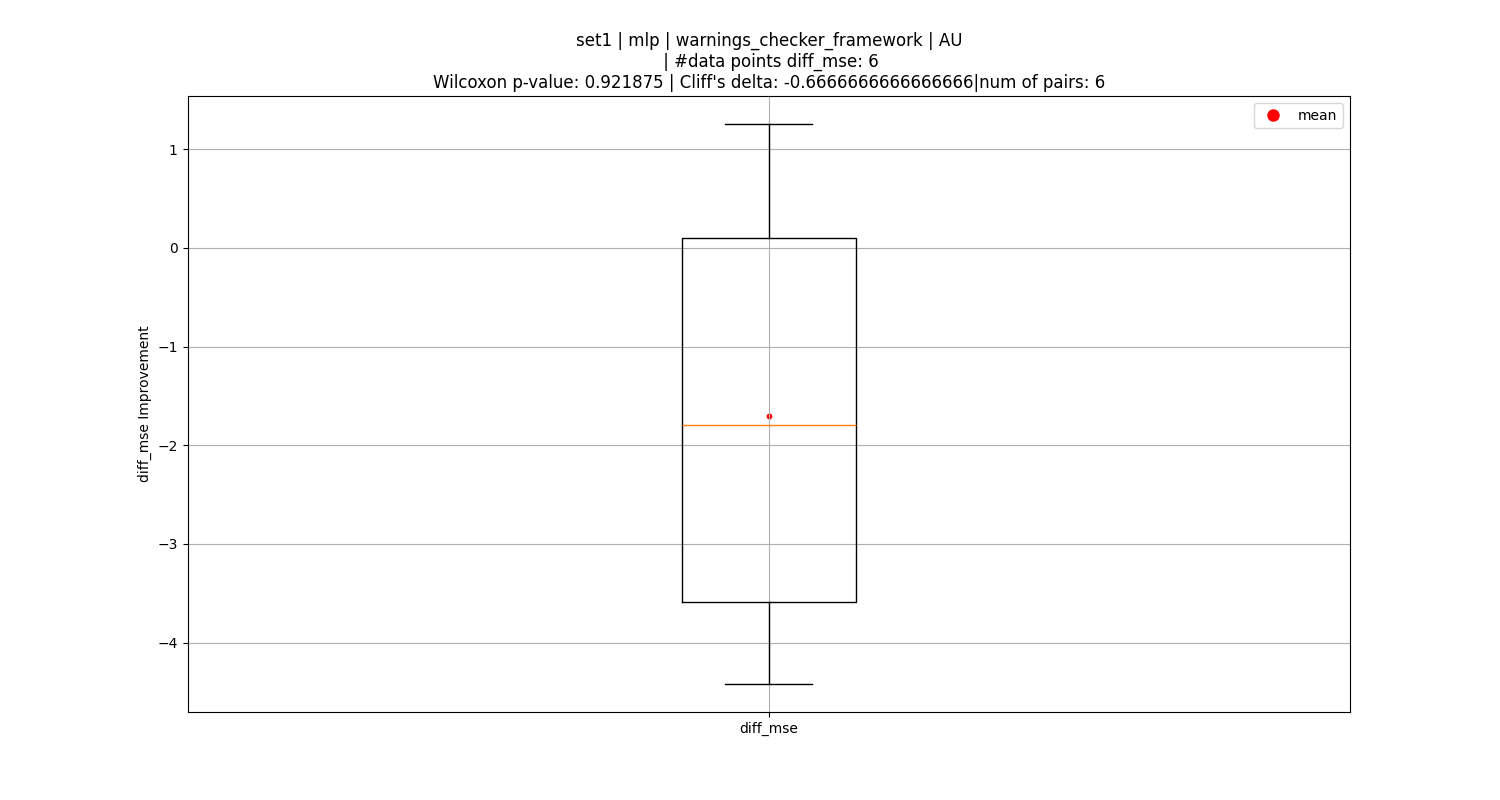 set1 | mlp | warnings_checker_framework | AU
| #data points diff_mse: 6
Wilcoxon p-value: 0.921875 | Cliff's delta: -0.6666666666666666|num of pairs: 6
mean
1
0
−1
−2
−3
−4
diff_mse Improvement
diff_mse